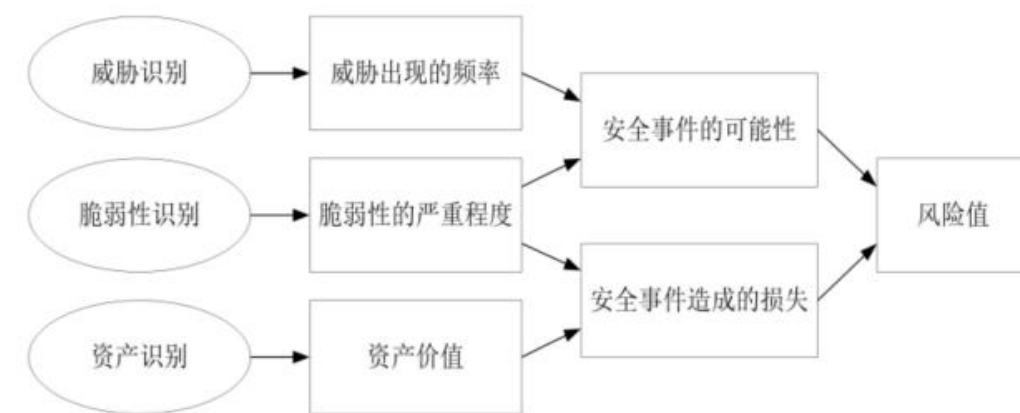 威胁识别
威胁出现的频率
安全事件的可能性
脆弱性识别
脆弱性的严重程度
风险值
安全事件造成的损失
资产识别
资产价值